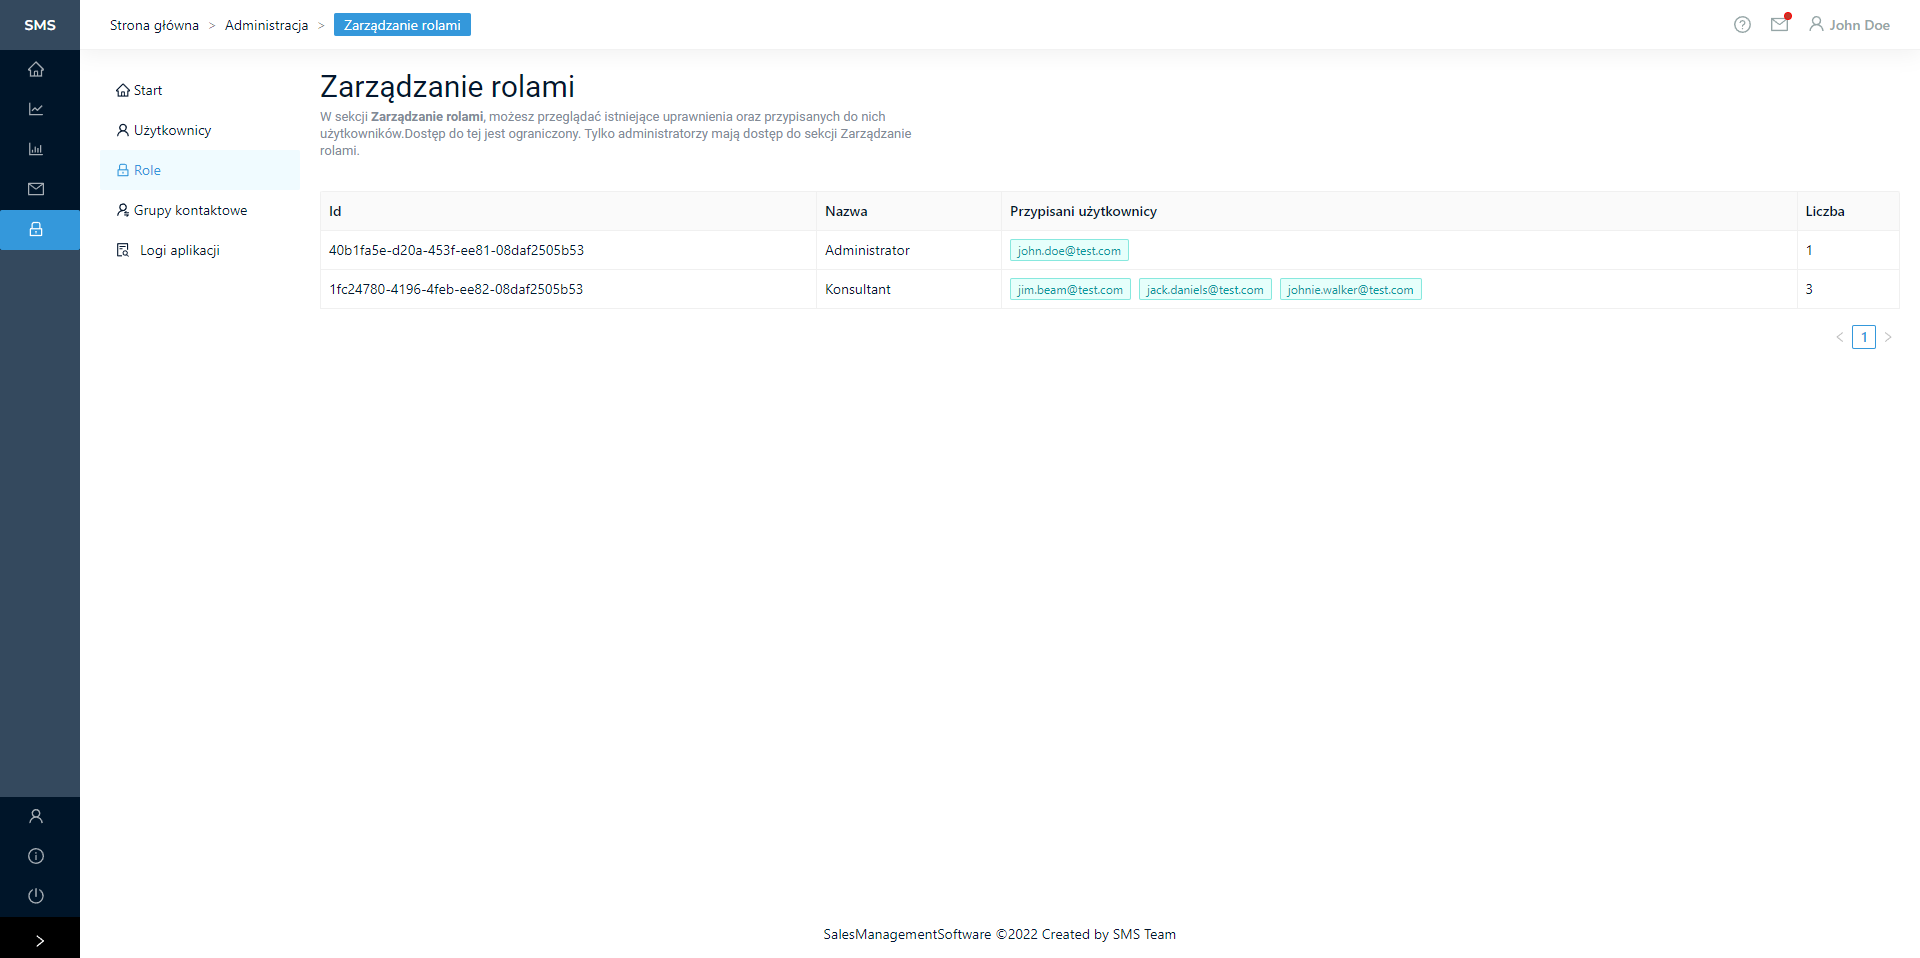 SMS
Strona główna > Administracja > Zarządzanie rolami
John Doe
Start
Użytkownicy
Role
Grupy kontaktowe
Logi aplikacji
Zarządzanie rolami
W sekcji Zarządzanie rolami, możesz przeglądać istniejące uprawnienia oraz przypisanych do nich
użytkowników.Dostęp do tej jest ograniczony. Tylko administratorzy mają dostęp do sekcji Zarządzanie
rolami.
Id Nazwa Przypisani użytkownicy Liczba
40b1fa5e-d20a-453f-ee81-08daf2505b53 Administrator john.doe@test.com 1
1fc24780-4196-4feb-ee82-08daf2505b53 Konsultant jim.beam@test.com jack.daniels@test.com johnie.walker@test.com 3
< 1 >
SalesManagementSoftware ©2022 Created by SMS Team